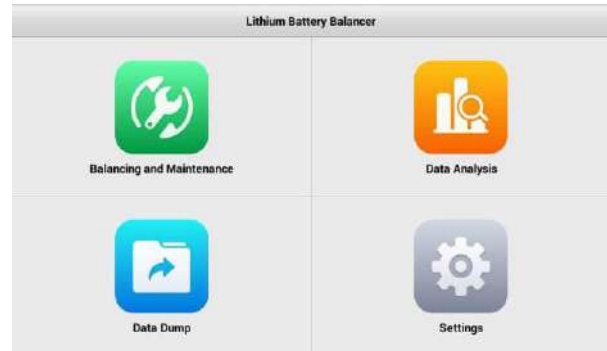 Lithium Battery Balancer
Balancing and Maintenance
Data Analysis
Data Dump
Settings